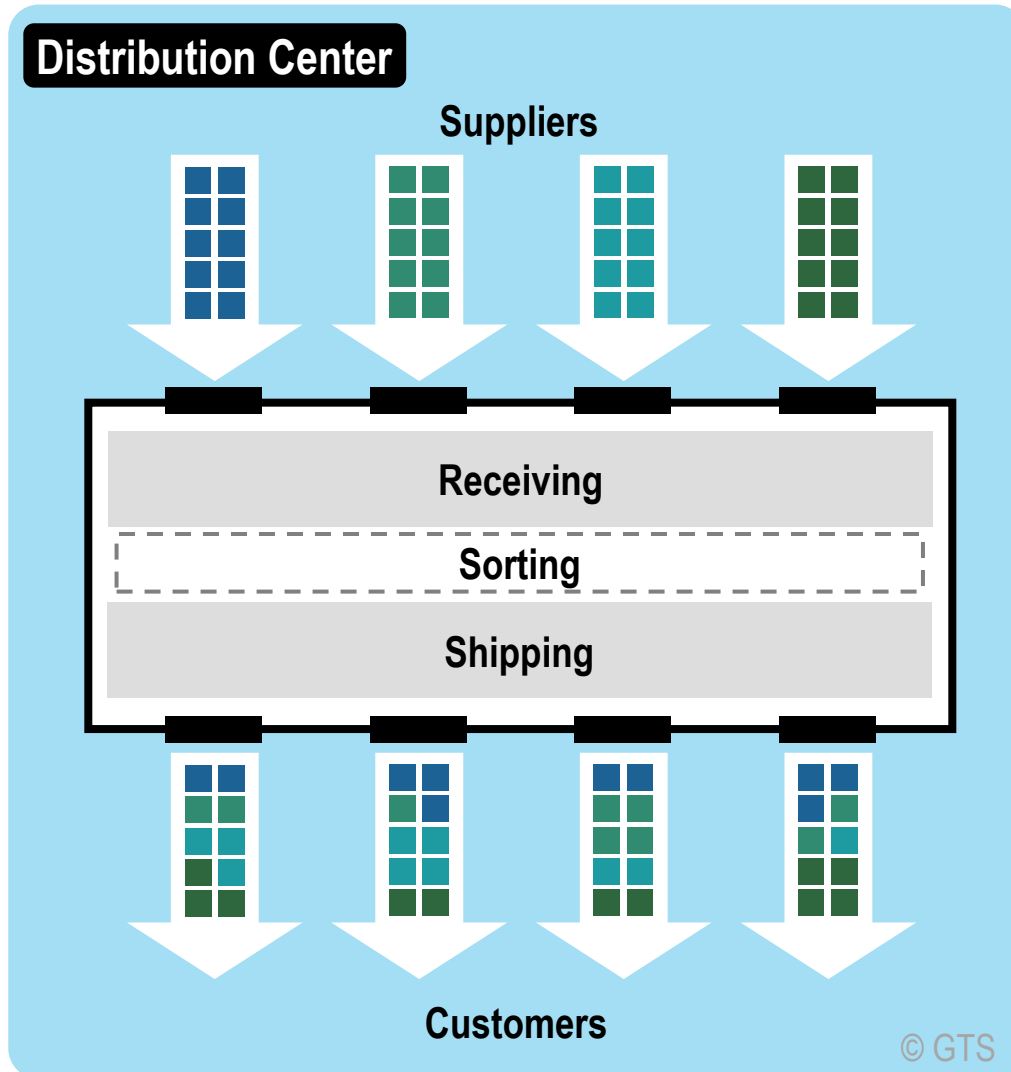 Distribution Center
Suppliers
Receiving
Sorting
Shipping
Customers
© GTS